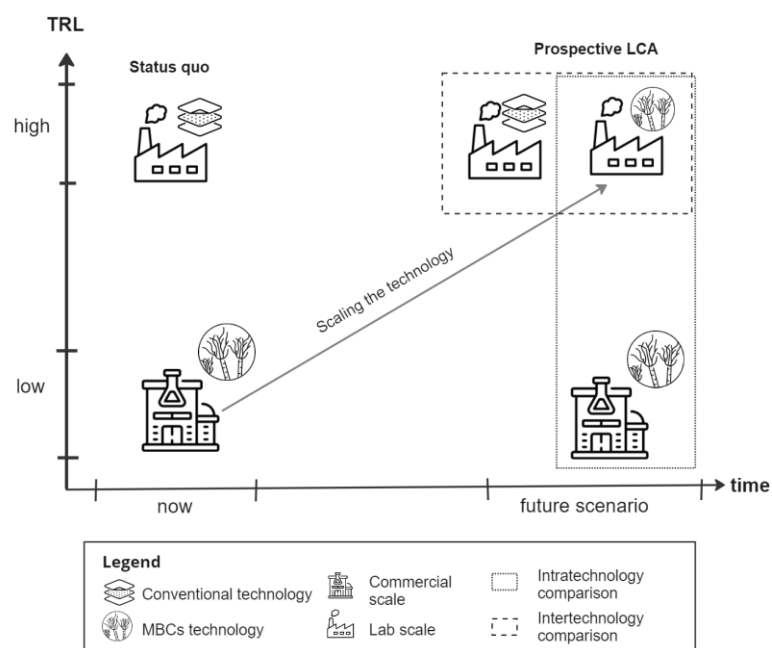 TRL
Prospective LCA
Status quo
high
Scaling the technology
low
now
future scenario
time
Legend
Conventional technology
MBCs technology
Commercial
scale
Lab scale
Intratechnology
comparison
Intertechnology
comparison